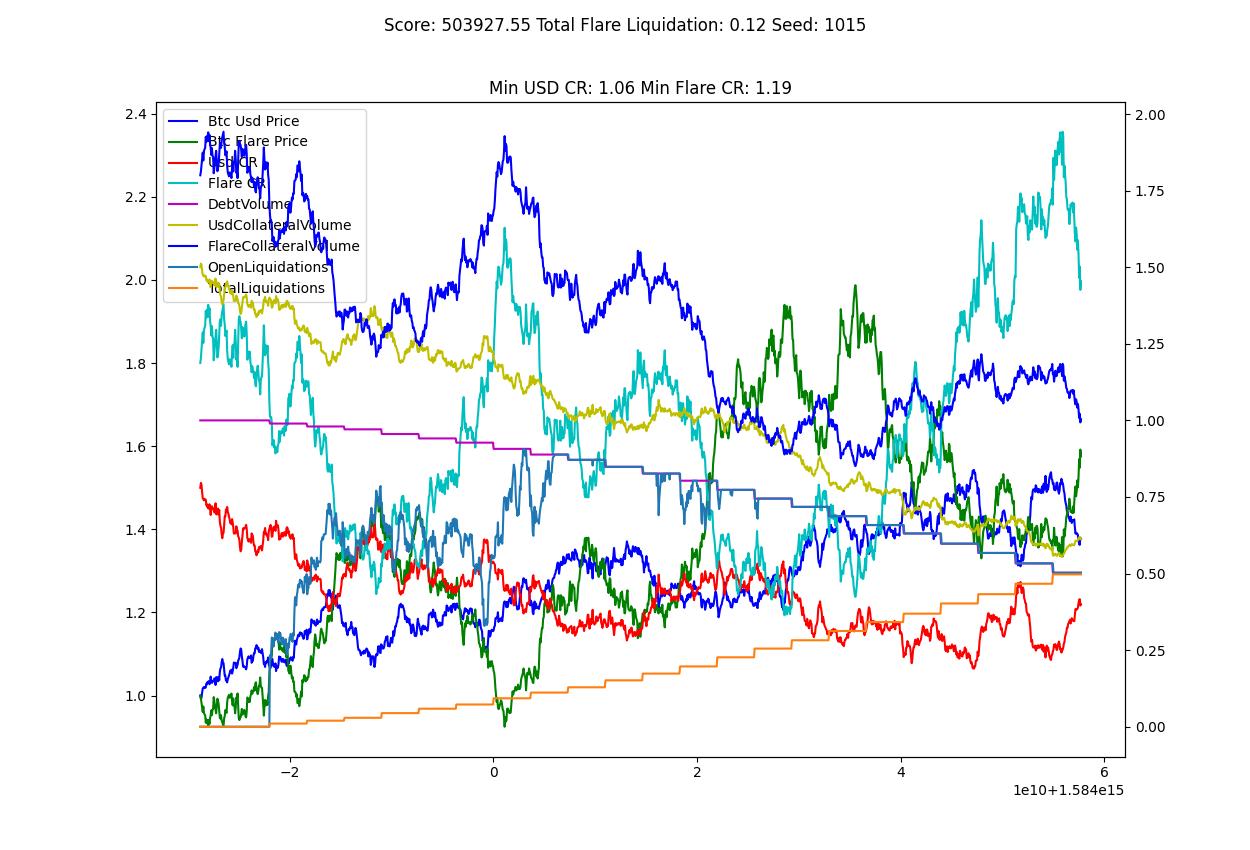 Score: 503927.55 Total Flare Liquidation: 0.12 Seed: 1015
Min USD CR: 1.06 Min Flare CR: 1.19
Btc Usd Price
Btc Flare Price
Usd CR
Flare CR
DebtVolume
UsdCollateralVolume
FlareCollateralVolume
OpenLiquidations
TotalLiquidations
2.4
2.2
2.0
1.8
1.6
1.4
1.2
1.0
2.00
1.75
1.50
1.25
1.00
0.75
0.50
0.25
0.00
−2
0
2
4
6
1e10+1.584e15